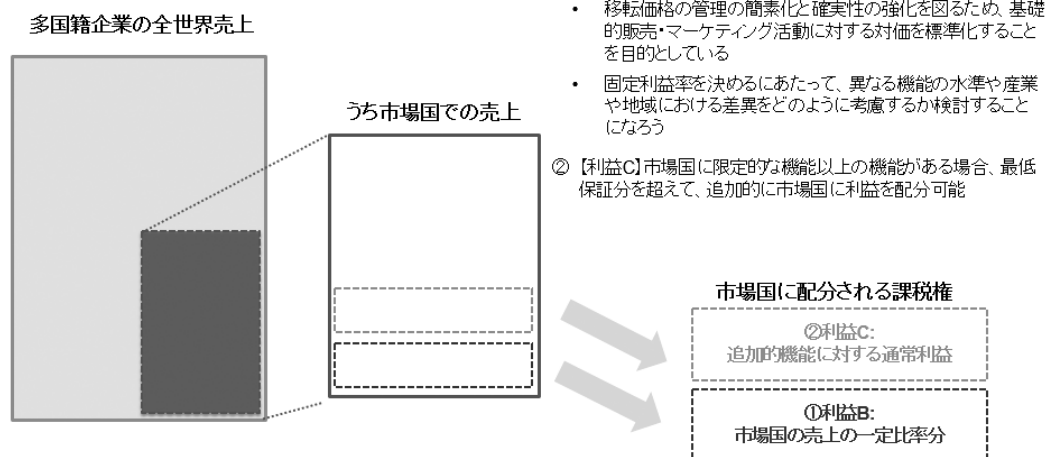 多国籍企業の全世界売上
うち市場国での売上
• 移転価格の管理の簡素化と確実性の強化を図るため、基礎
的販売・マーケティング活動に対する対価を標準化すること
を目的としている
• 固定利益率を決めるにあたって、異なる機能の水準や産業
や地域における差異をどのように考慮するか検討すること
になろう
② 【利益C】市場国に限定的な機能以上の機能がある場合、最低
保証分を超えて、追加的に市場国に利益を配分可能
市場国に配分される課税権
②利益C:
追加的機能に対する通常利益
①利益B:
市場国の売上の一定比率分